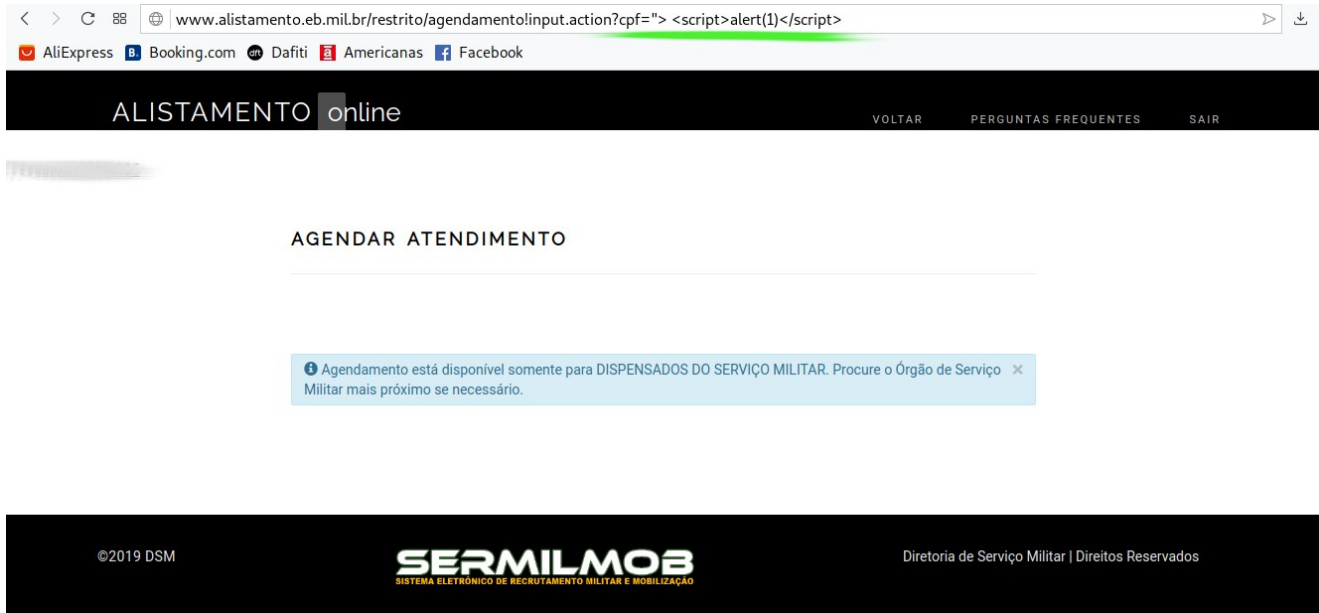 www.alistamento.eb.mil.br/restrito/agendamento!input.action?cpf="> <script>alert(1)</script>
AliExpress B. Booking.com dft Dafiti a Americanas f Facebook
ALISTAMENTO online
VOLTAR PERGUNTAS FREQUENTES SAIR
AGENDAR ATENDIMENTO
Agendamento está disponível somente para DISPENSADOS DO SERVIÇO MILITAR. Procure o Órgão de Serviço ×
Militar mais próximo se necessário.
©2019 DSM
SERMILMOB
SISTEMA ELETRÔNICO DE RECRUTAMENTO MILITAR E MOBILIZAÇÃO
Diretoria de Serviço Militar | Direitos Reservados